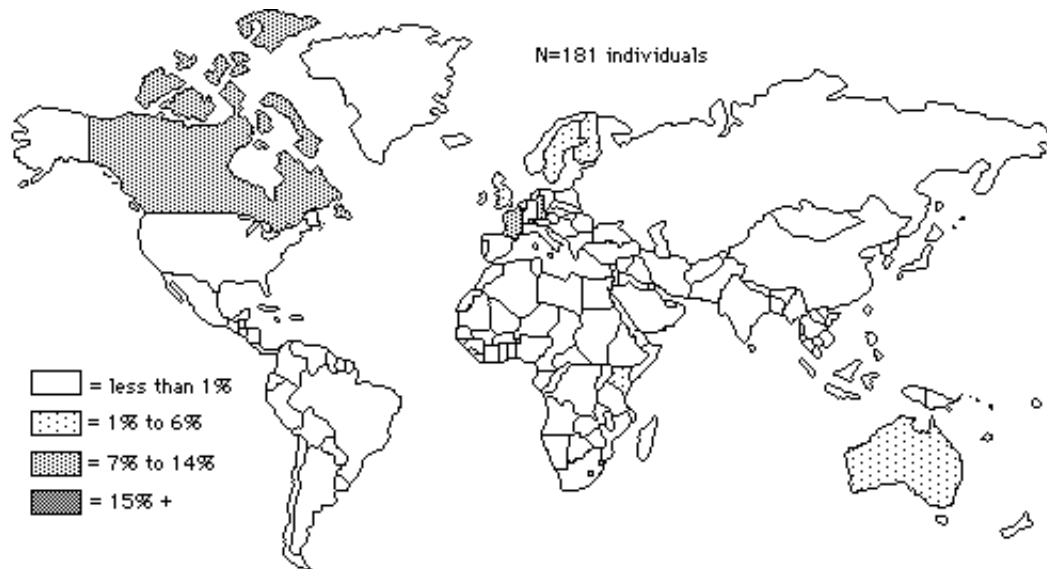 N=181 individuals
= less than 1%
= 1% to 6%
= 7% to 14%
= 15% +